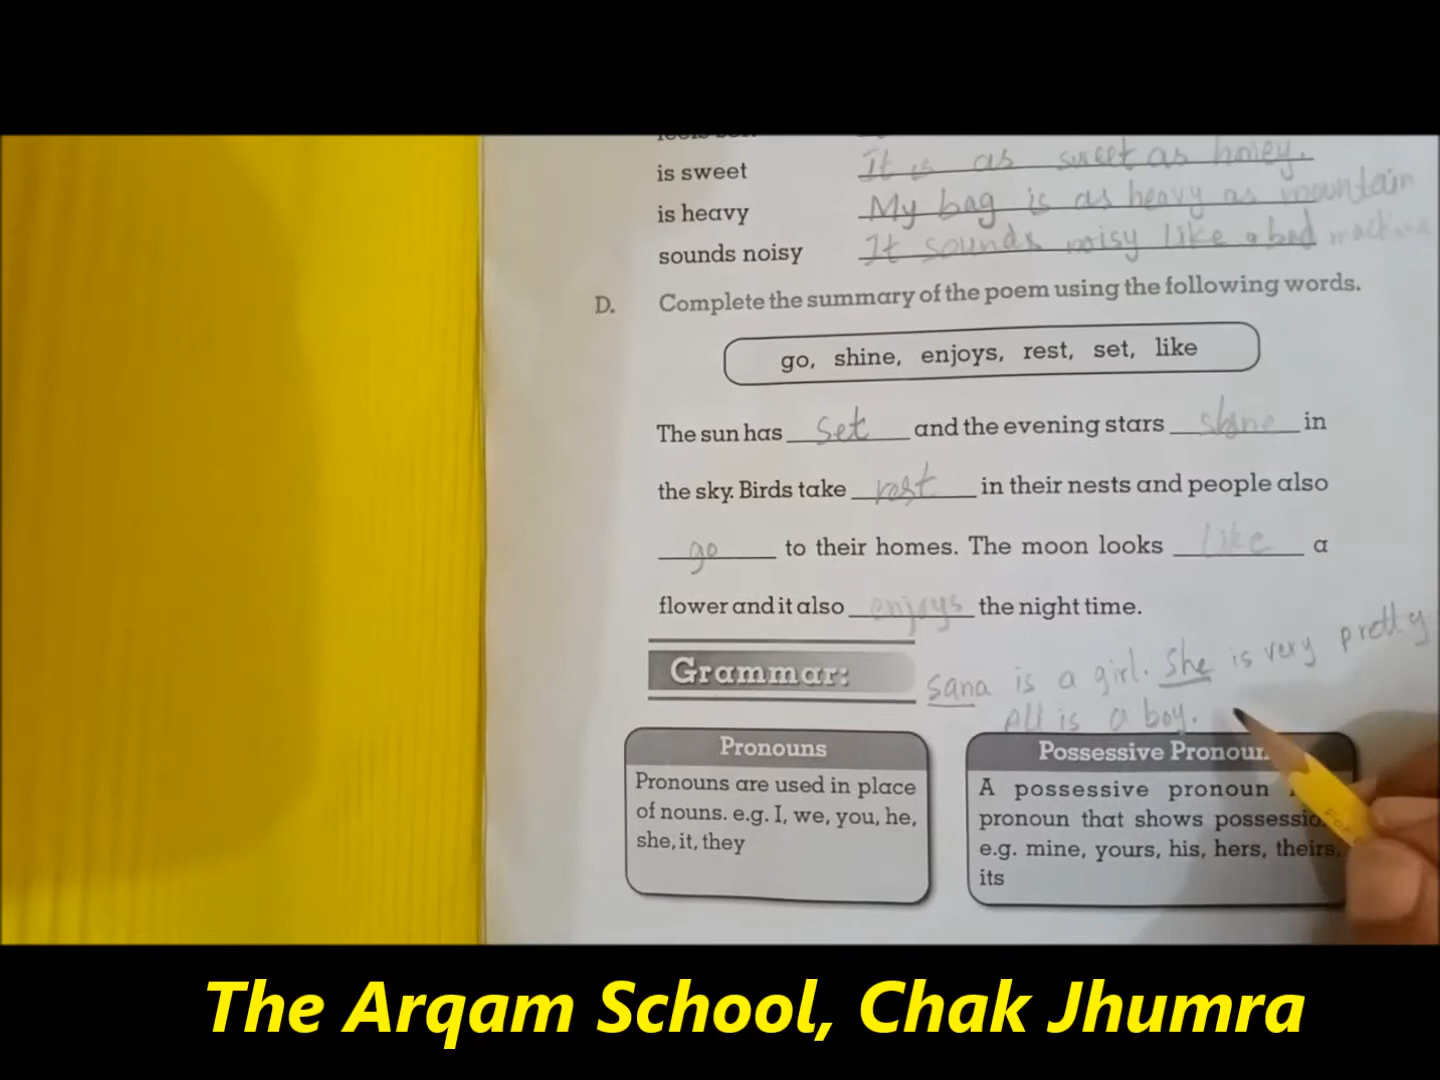 is sweet It is as sweet as honey.
is heavy My bag is as heavy as mountain
sounds noisy It sounds noisy like a bad machine
D. Complete the summary of the poem using the following words.
go, shine, enjoys, rest, set, like
The sun has set and the evening stars shine in
the sky. Birds take rest in their nests and people also
go to their homes. The moon looks like a
flower and it also enjoys the night time.
Grammar:
Sana is a girl. She is very pretty
Ali is a boy.
Pronouns
Pronouns are used in place
of nouns. e.g. I, we, you, he,
she, it, they
Possessive Pronoun
A possessive pronoun
pronoun that shows
e.g. mine, yours, his, hers, theirs,
its
The Arqam School, Chak Jhumra